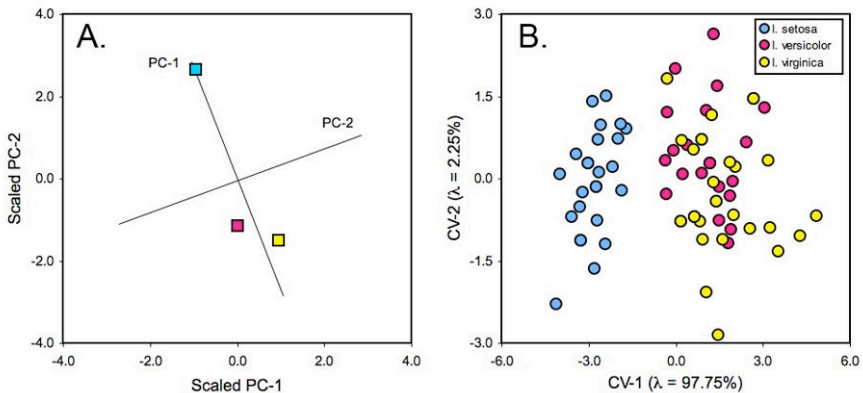 A.
4.0
2.0
0.0
-2.0
-4.0
-4.0 -2.0 0.0 2.0 4.0
Scaled PC-2
Scaled PC-1
PC-1
PC-2
B.
3.0
1.5
0.0
-1.5
-3.0
-6.0 -3.0 0.0 3.0 6.0
CV-2 (λ = 2.25%)
CV-1 (λ = 97.75%)
I. setosa
I. versicolor
I. virginica